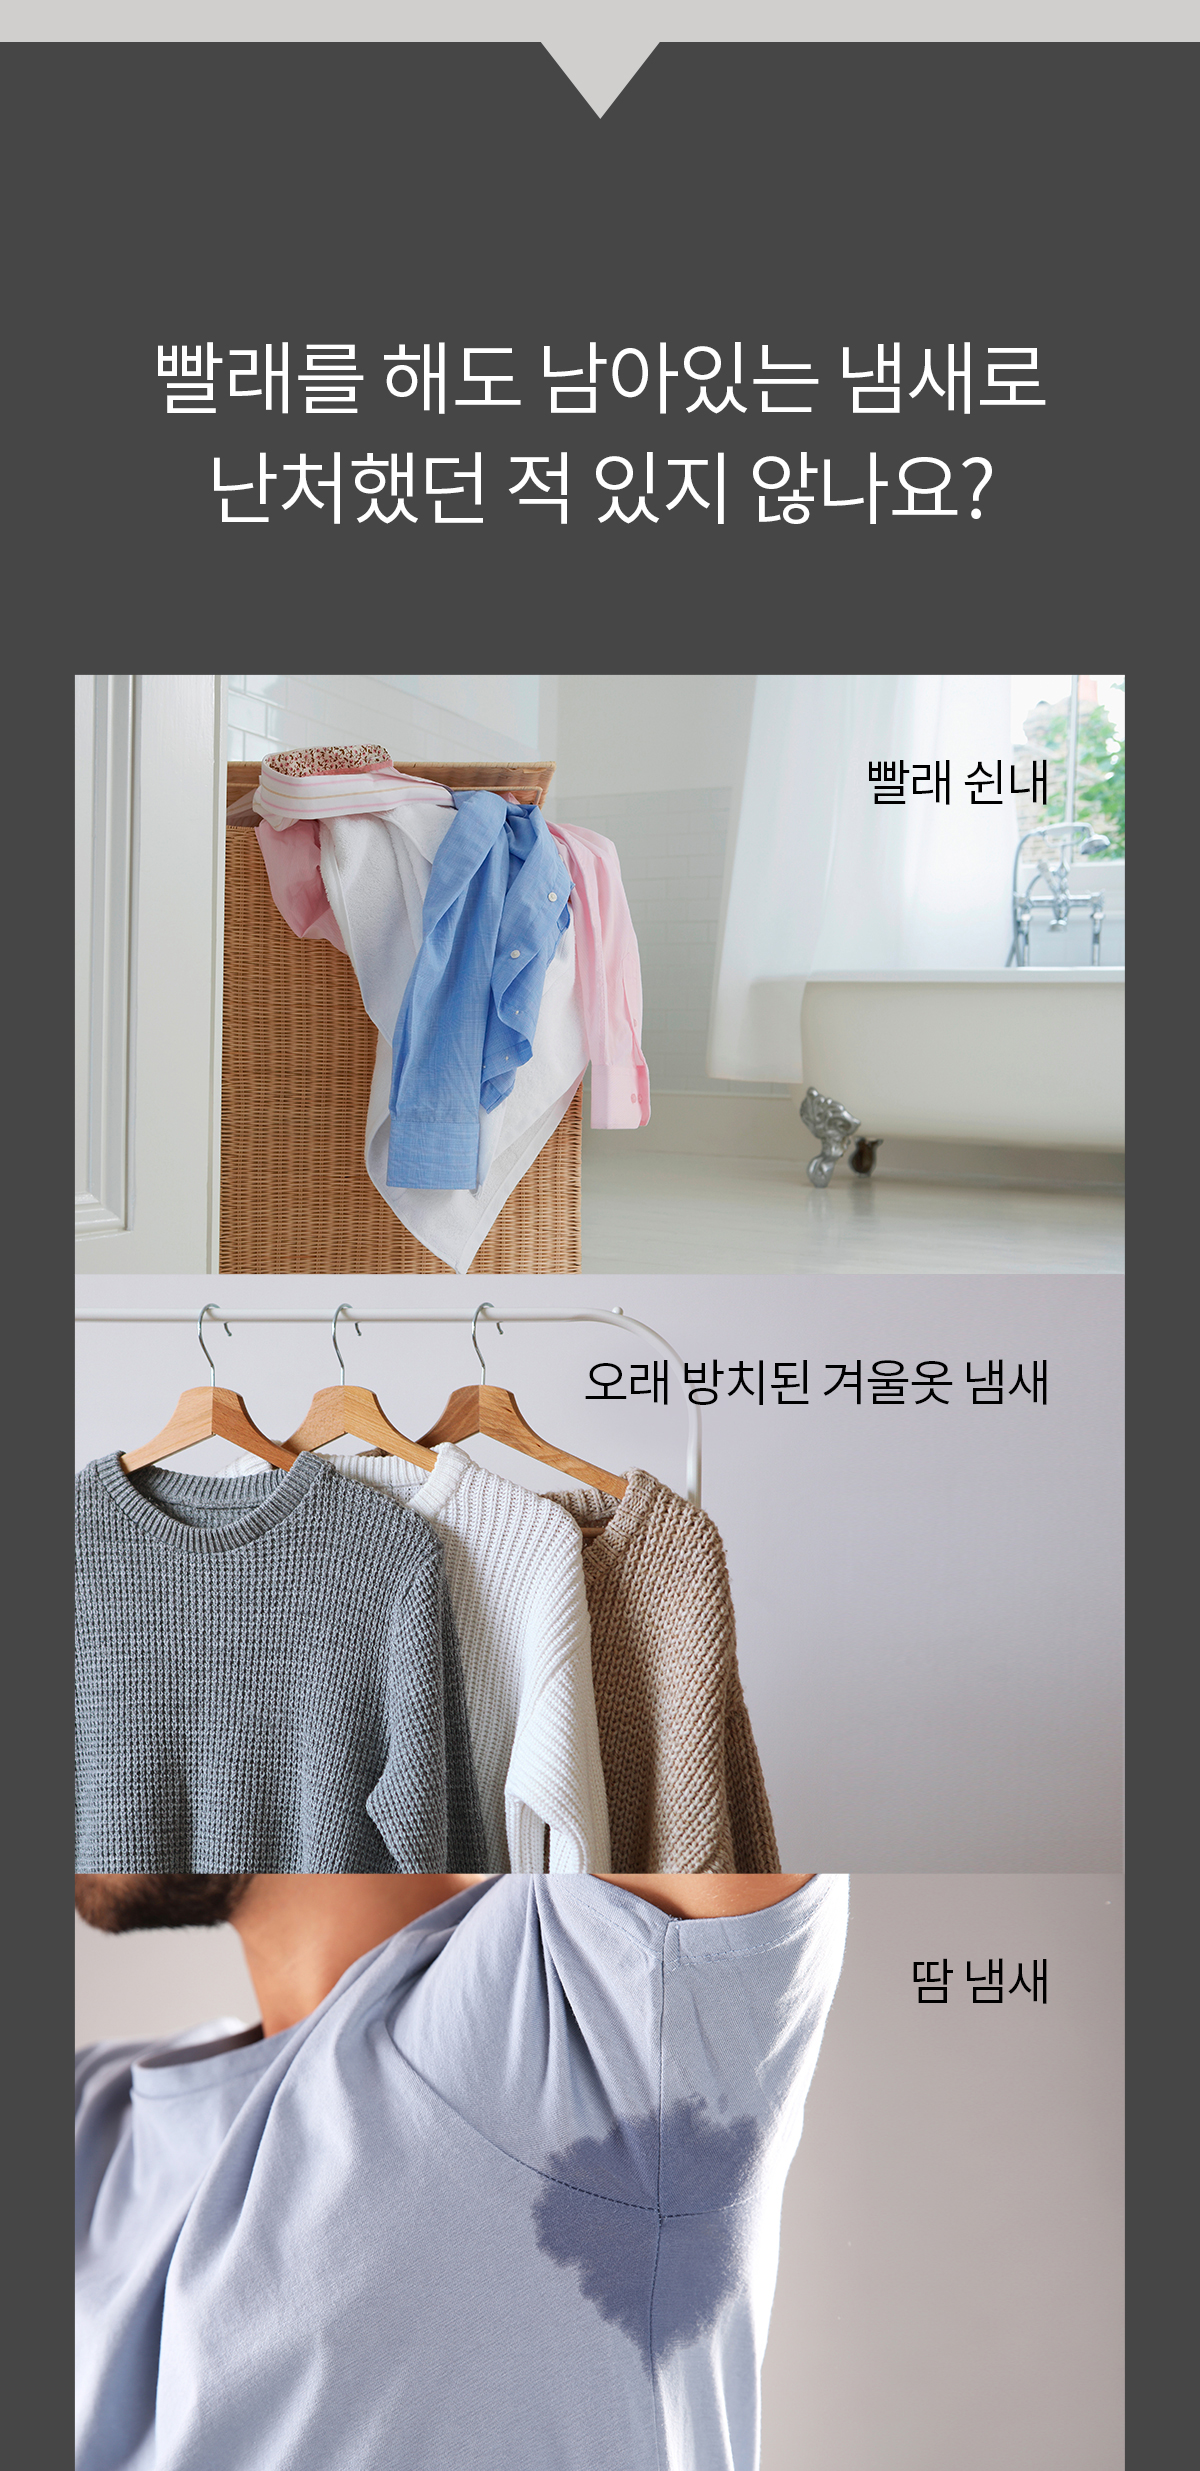 빨래를 해도 남아있는 냄새로
난처했던 적 있지 않나요?
빨래 쉰내
오래 방치된 겨울옷 냄새
땀 냄새